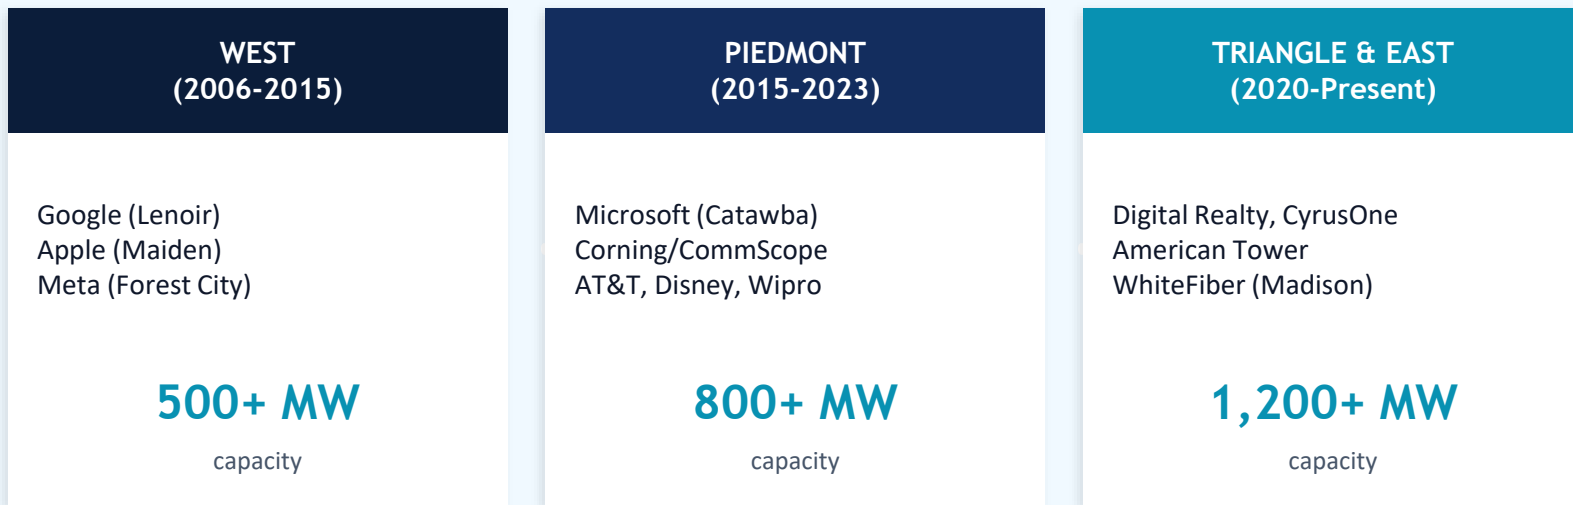 WEST
(2006-2015)
Google (Lenoir)
Apple (Maiden)
Meta (Forest City)
500+ MW
capacity
PIEDMONT
(2015-2023)
Microsoft (Catawba)
Corning/CommScope
AT&T, Disney, Wipro
800+ MW
capacity
TRIANGLE & EAST
(2020-Present)
Digital Realty, CyrusOne
American Tower
WhiteFiber (Madison)
1,200+ MW
capacity